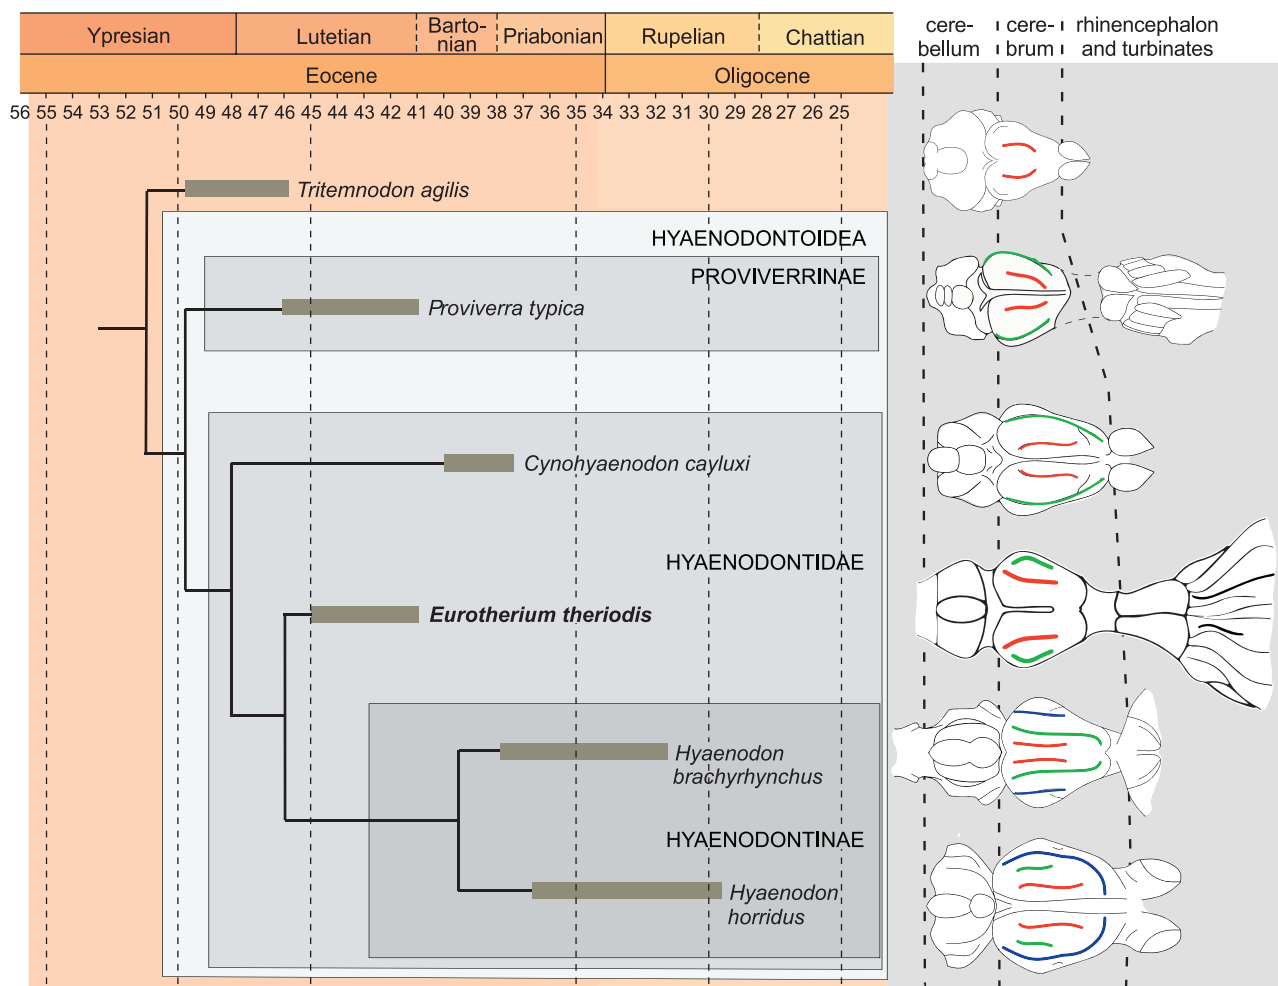 Ypresian Lutetian Barto-
nian Priabonian Rupelian Chattian
Eocene Oligocene
56 55 54 53 52 51 50 49 48 47 46 45 44 43 42 41 40 39 38 37 36 35 34 33 32 31 30 29 28 27 26 25
cere-
bellum
cere-
brum
rhinencephalon
and turbinates
Tritemnodon agilis
HYAENODONTOIDEA
PROVIVERRINAE
Proviverra typica
Cynohyaenodon cayluxi
HYAENODONTIDAE
Eurotherium theriodis
Hyaenodon
brachyrhynchus
HYAENODONTINAE
Hyaenodon
horridus